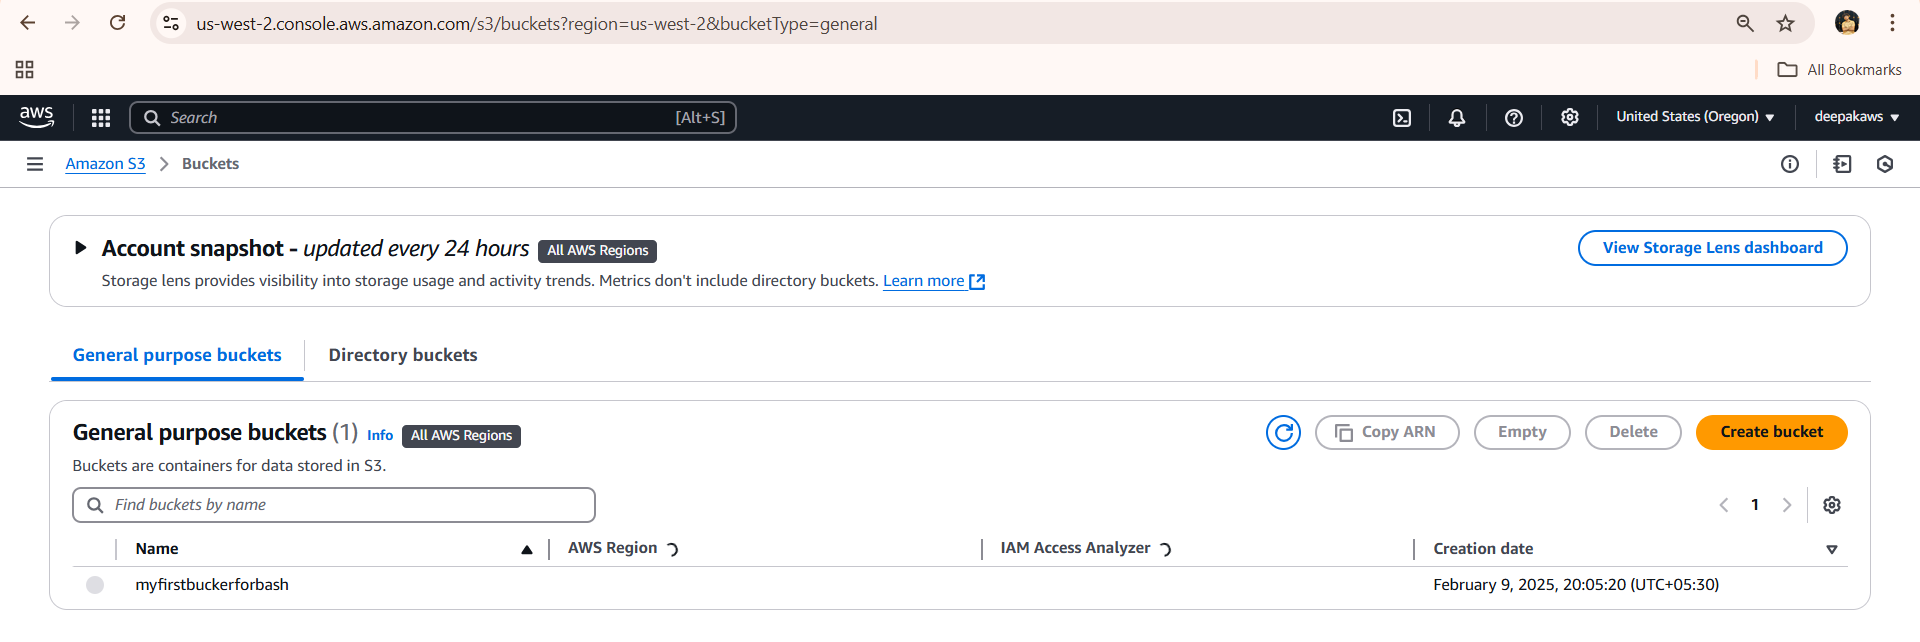 us-west-2.console.aws.amazon.com/s3/buckets?region=us-west-2&bucketType=general
All Bookmarks
aws
Search [Alt+S]
United States (Oregon)
deepakaws
Amazon S3 > Buckets
Account snapshot - updated every 24 hours All AWS Regions
View Storage Lens dashboard
Storage lens provides visibility into storage usage and activity trends. Metrics don't include directory buckets. Learn more
General purpose buckets
Directory buckets
General purpose buckets (1) Info All AWS Regions
Copy ARN
Empty
Delete
Create bucket
Buckets are containers for data stored in S3.
Find buckets by name
1
Name AWS Region IAM Access Analyzer Creation date
myfirstbuckerforbash February 9, 2025, 20:05:20 (UTC+05:30)